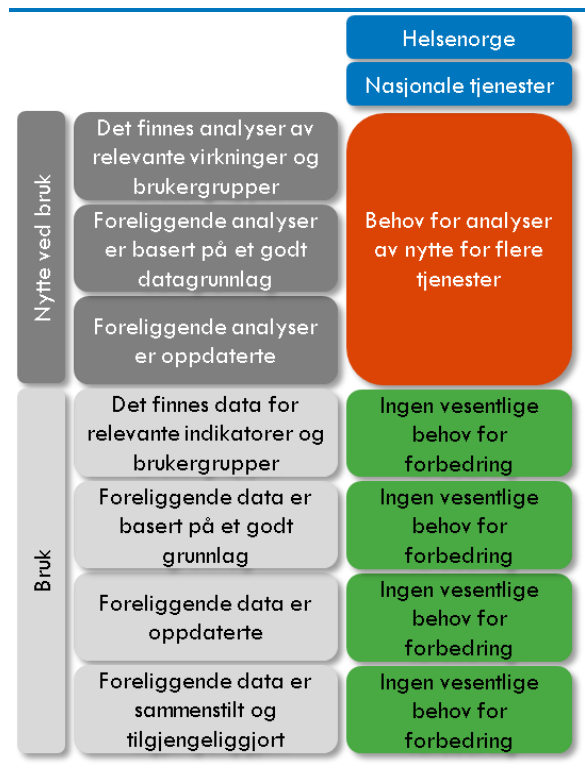 Helsenorge
Nasjonale tjenester
Nytte ved bruk
Det finnes analyser av
relevante virkninger og
brukergrupper
Foreliggende analyser
er basert på et godt
datagrunnlag
Foreliggende analyser
er oppdaterte
Behov for analyser
av nytte for flere
tjenester
Bruk
Det finnes data for
relevante indikatorer og
brukergrupper
Ingen vesentlige
behov for
forbedring
Foreliggende data er
basert på et godt
grunnlag
Ingen vesentlige
behov for
forbedring
Foreliggende data er
oppdaterte
Ingen vesentlige
behov for
forbedring
Foreliggende data er
sammenstilt og
tilgjengeliggjort
Ingen vesentlige
behov for
forbedring